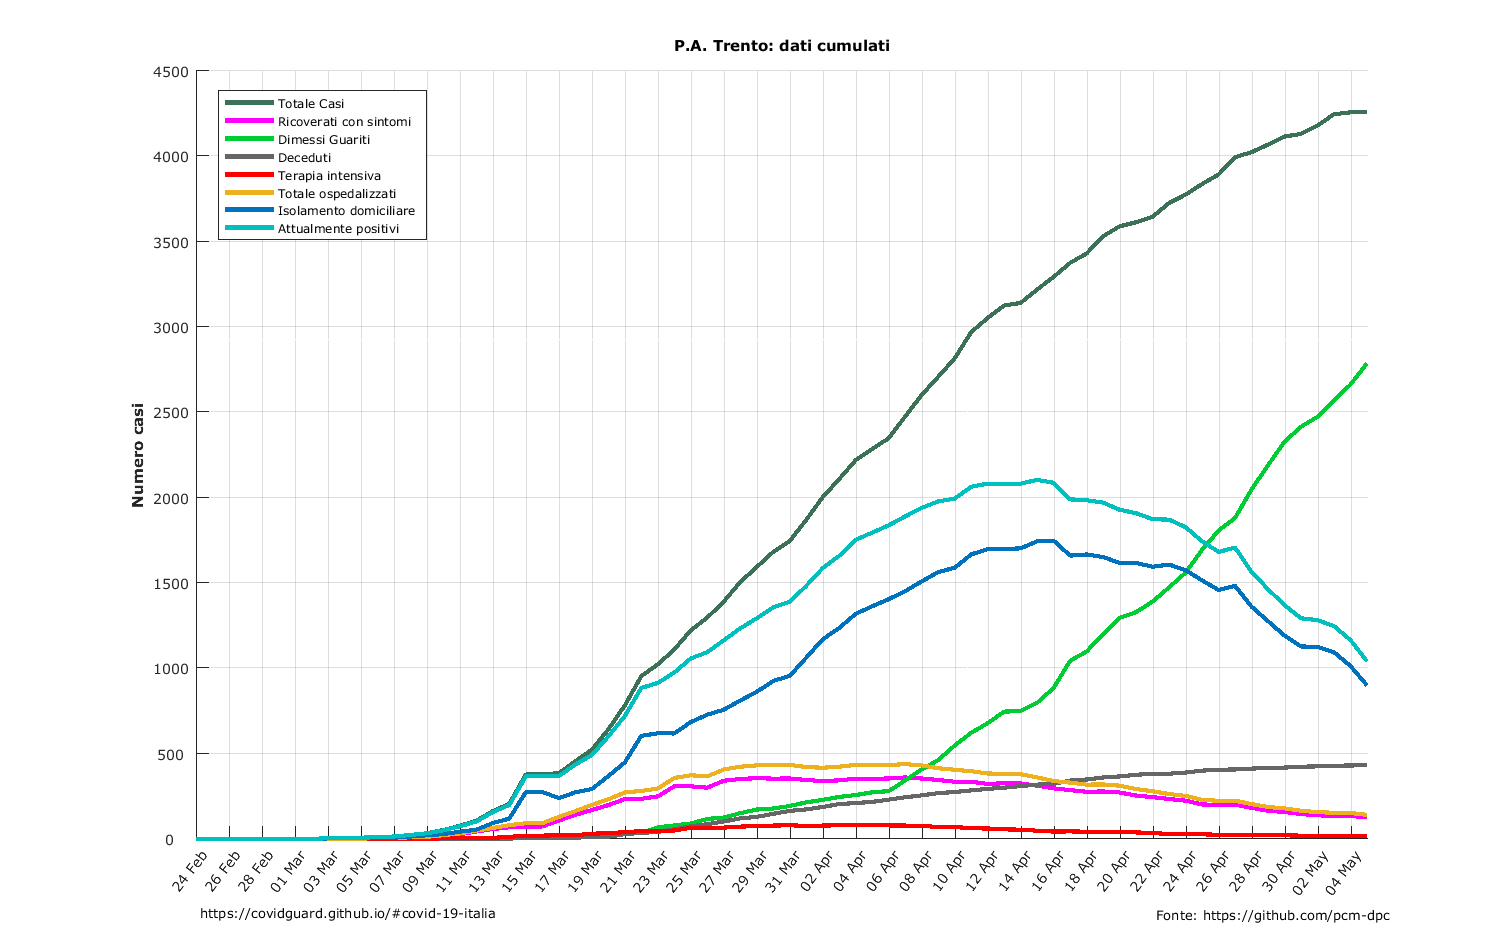 P.A. Trento: dati cumulati
Numero casi
4500
4000
3500
3000
2500
2000
1500
1000
500
0
Totale Casi
Ricoverati con sintomi
Dimessi Guariti
Deceduti
Terapia intensiva
Totale ospedalizzati
Isolamento domiciliare
Attualmente positivi
24 Feb
26 Feb
28 Feb
01 Mar
03 Mar
05 Mar
07 Mar
09 Mar
11 Mar
13 Mar
15 Mar
17 Mar
19 Mar
21 Mar
23 Mar
25 Mar
27 Mar
29 Mar
31 Mar
02 Apr
04 Apr
06 Apr
08 Apr
10 Apr
12 Apr
14 Apr
16 Apr
18 Apr
20 Apr
22 Apr
24 Apr
26 Apr
28 Apr
30 Apr
02 May
04 May
https://covidguard.github.io/#covid-19-italia
Fonte: https://github.com/pcm-dpc